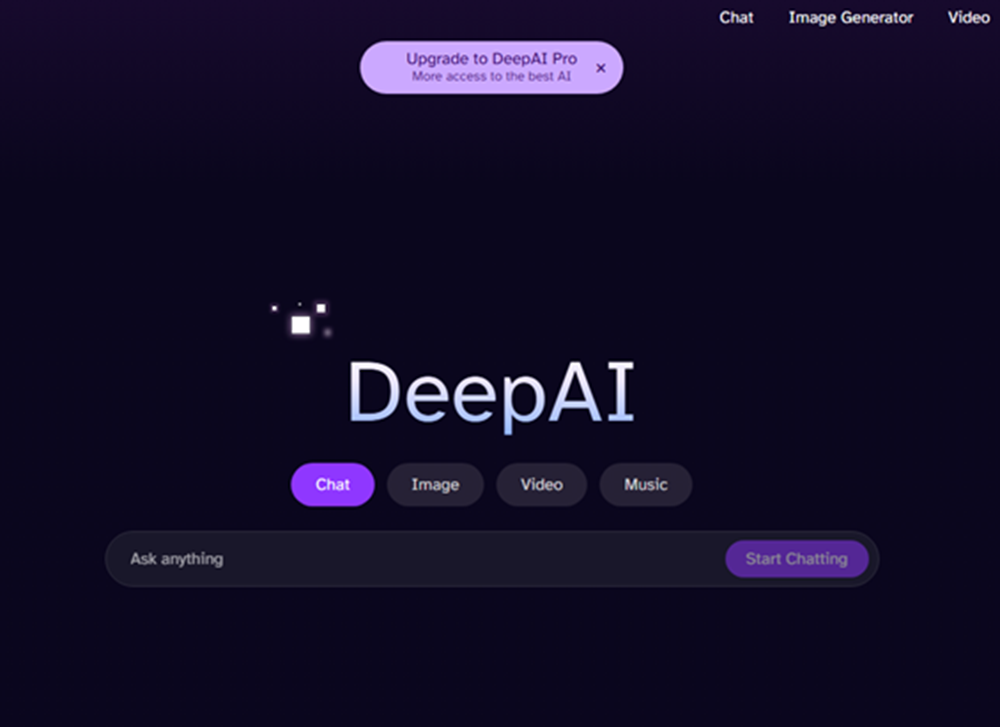 Chat Image Generator Video
Upgrade to DeepAI Pro
More access to the best AI
×
DeepAI
Chat Image Video Music
Ask anything Start Chatting